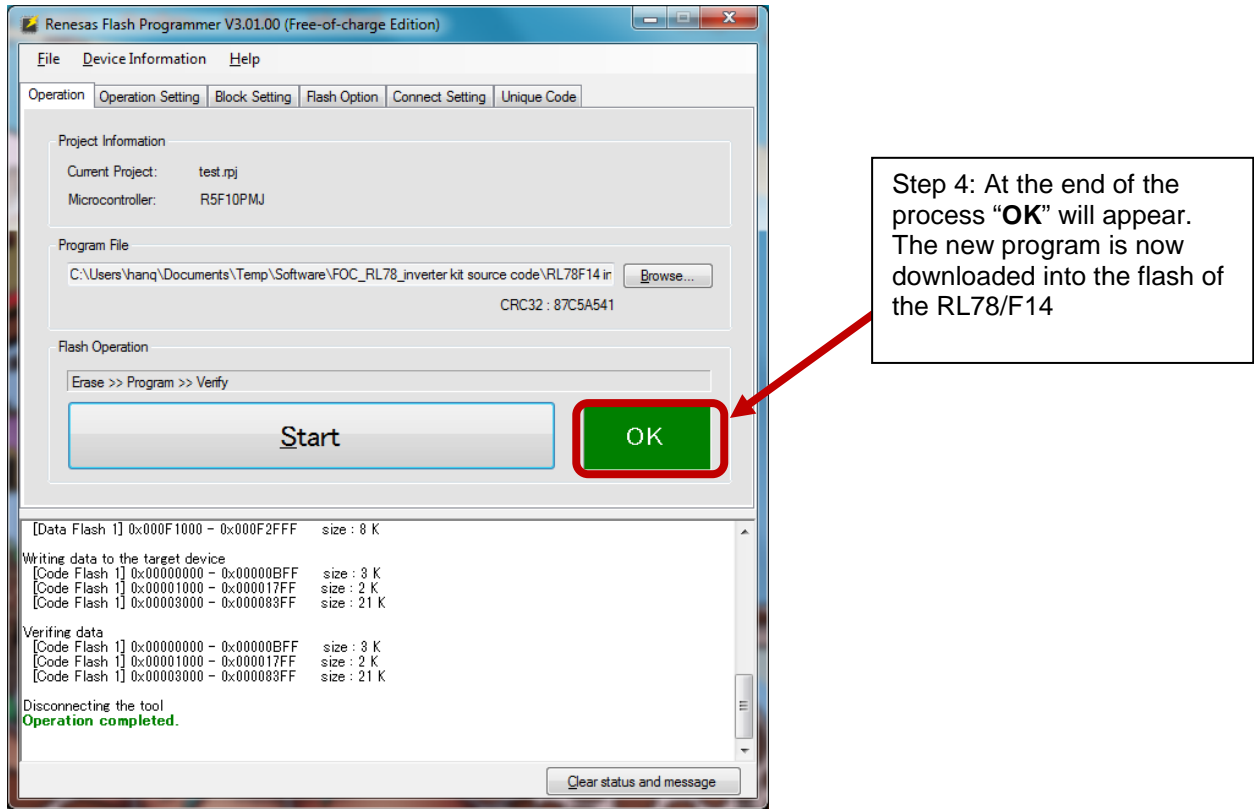 Renesas Flash Programmer V3.01.00 (Free-of-charge Edition)
File Device Information Help
Operation Operation Setting Block Setting Flash Option Connect Setting Unique Code
Project Information
Current Project: test.rpj
Microcontroller: R5F10PMJ
Program File
C:\Users\hanq\Documents\Temp\Software\FOC_RL78_inverter kit source code\RL78F14 in Browse...
CRC32 : 87C5A541
Flash Operation
Erase >> Program >> Verify
Start OK
[Data Flash 1] 0x000F1000 - 0x000F2FFF size : 8 K
Writing data to the target device
[Code Flash 1] 0x00000000 - 0x00000BFF size : 3 K
[Code Flash 1] 0x00001000 - 0x000017FF size : 2 K
[Code Flash 1] 0x00003000 - 0x000083FF size : 21 K
Verifing data
[Code Flash 1] 0x00000000 - 0x00000BFF size : 3 K
[Code Flash 1] 0x00001000 - 0x000017FF size : 2 K
[Code Flash 1] 0x00003000 - 0x000083FF size : 21 K
Disconnecting the tool
Operation completed.
Clear status and message
Step 4: At the end of the
process “OK” will appear.
The new program is now
downloaded into the flash of
the RL78/F14